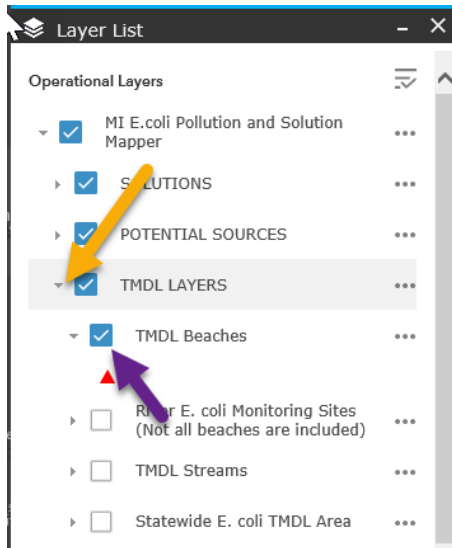 Layer List
Operational Layers
MI E.coli Pollution and Solution
Mapper
SOLUTIONS
POTENTIAL SOURCES
TMDL LAYERS
TMDL Beaches
River E. coli Monitoring Sites
(Not all beaches are included)
TMDL Streams
Statewide E. coli TMDL Area